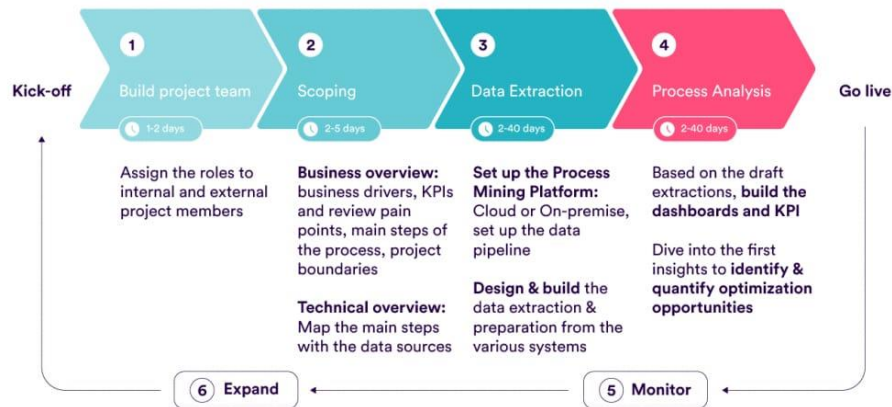 Kick-off
1
Build project team
1-2 days
Assign the roles to
internal and external
project members
2
Scoping
2-5 days
Business overview:
business drivers, KPIs
and review pain
points, main steps of
the process, project
boundaries
Technical overview:
Map the main steps
with the data sources
3
Data Extraction
2-40 days
Set up the Process
Mining Platform:
Cloud or On-premise,
set up the data
pipeline
Design & build the
data extraction &
preparation from the
various systems
4
Process Analysis
2-40 days
Based on the draft
extractions, build the
dashboards and KPI
Dive into the first
insights to identify &
quantify optimization
opportunities
Go live
5 Monitor
6 Expand